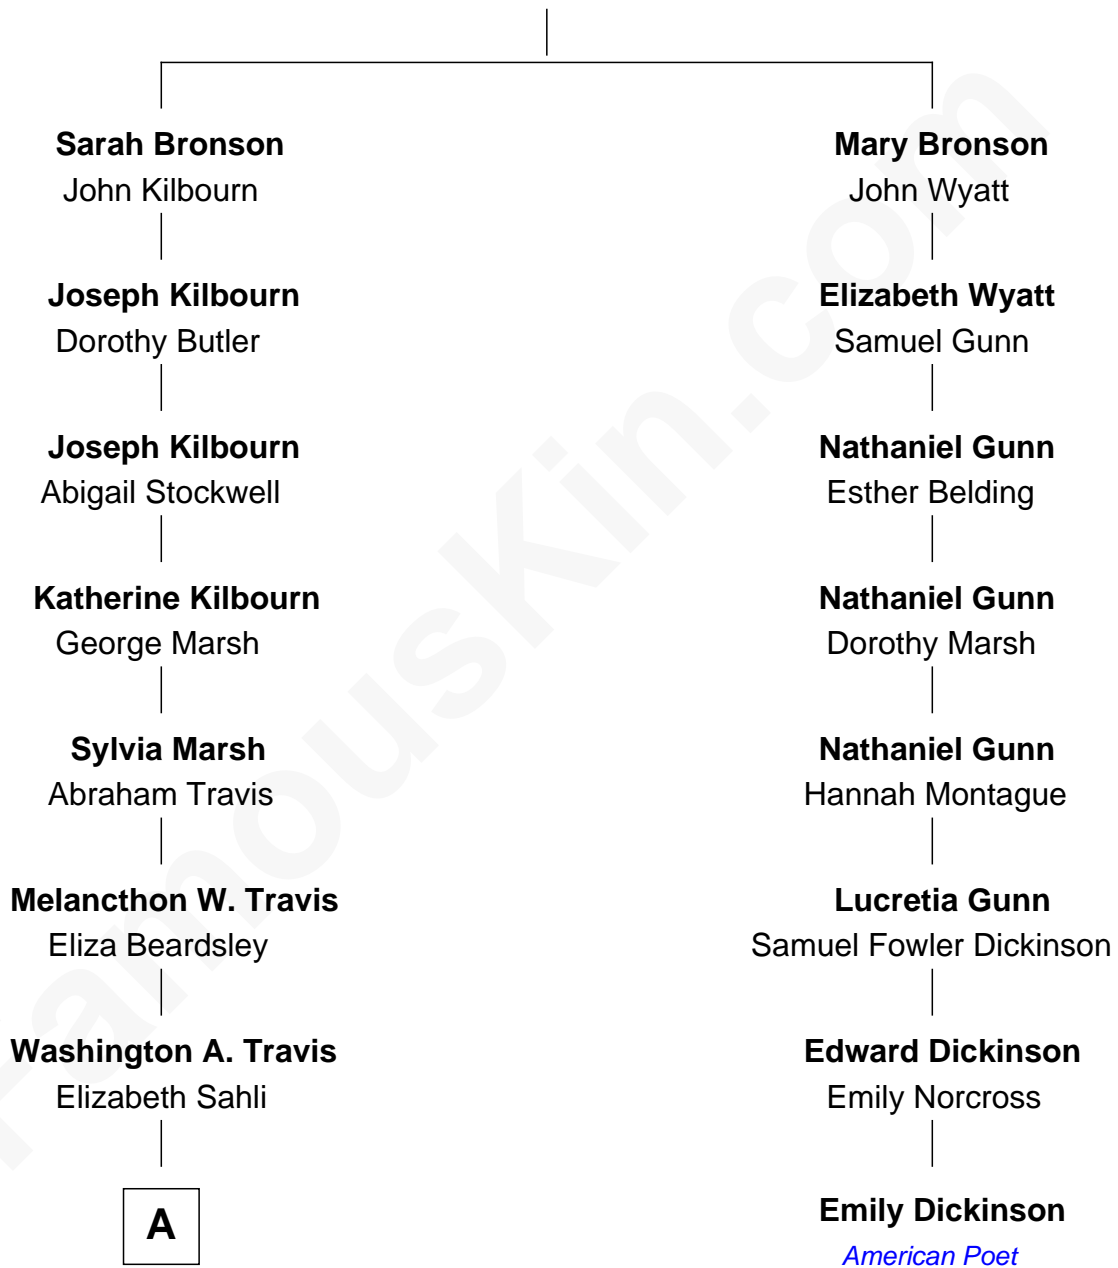 Sarah Bronson
John Kilbourn
Joseph Kilbourn
Dorothy Butler
Joseph Kilbourn
Abigail Stockwell
Katherine Kilbourn
George Marsh
Sylvia Marsh
Abraham Travis
Melancthon W. Travis
Eliza Beardsley
Washington A. Travis
Elizabeth Sahli
A
Mary Bronson
John Wyatt
Elizabeth Wyatt
Samuel Gunn
Nathaniel Gunn
Esther Belding
Nathaniel Gunn
Dorothy Marsh
Nathaniel Gunn
Hannah Montague
Lucretia Gunn
Samuel Fowler Dickinson
Edward Dickinson
Emily Norcross
Emily Dickinson
American Poet
FamousKin.com